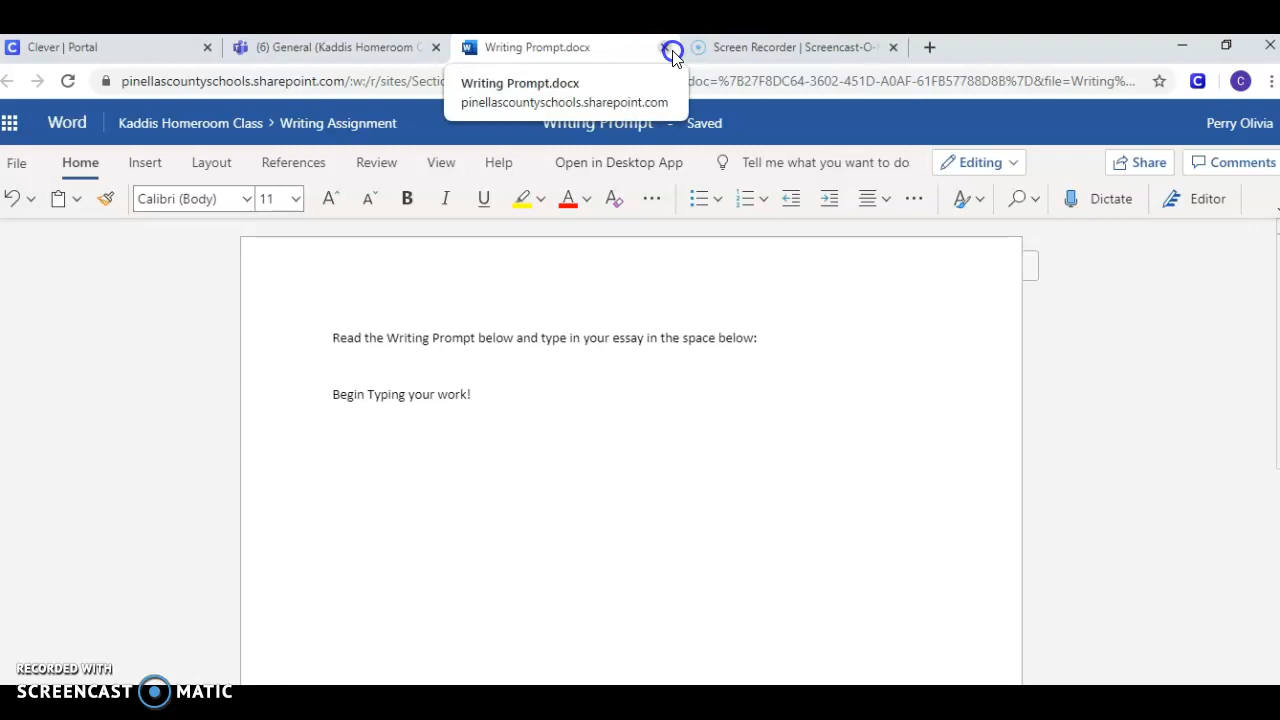 Clever | Portal
(6) General (Kaddis Homeroom C
Writing Prompt.docx
Screen Recorder | Screencast-O-
pinellascountyschools.sharepoint.com/:w:/r/sites/Sectio
doc=%7B27F8DC64-3602-451D-A0AF-61FB57788D8B%7D&file=Writing%...
Writing Prompt.docx
pinellascountyschools.sharepoint.com
Word
Kaddis Homeroom Class > Writing Assignment
Writing Prompt - Saved
Perry Olivia
File Home Insert Layout References Review View Help Open in Desktop App Tell me what you want to do Editing Share Comments
Calibri (Body) 11 Dictate Editor
Read the Writing Prompt below and type in your essay in the space below:
Begin Typing your work!
RECORDED WITH
SCREENCAST MATIC